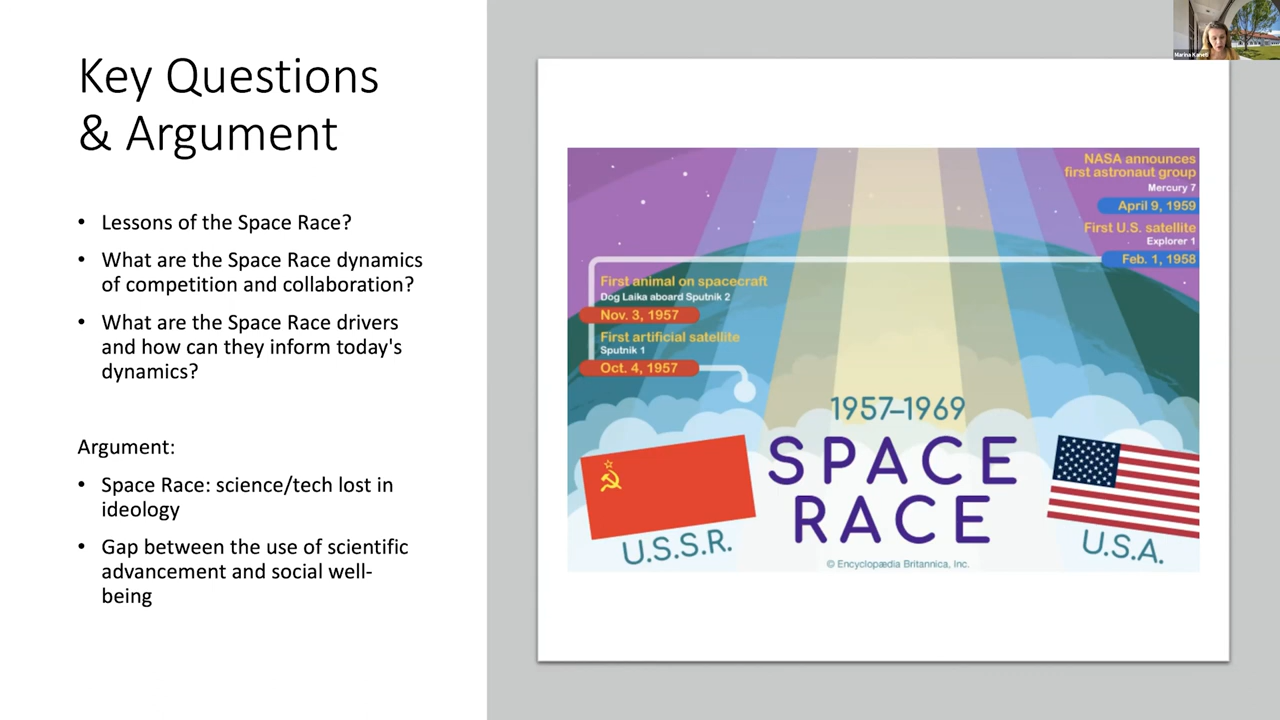 Key Questions
& Argument
• Lessons of the Space Race?
• What are the Space Race dynamics
of competition and collaboration?
• What are the Space Race drivers
and how can they inform today's
dynamics?
Argument:
• Space Race: science/tech lost in
ideology
• Gap between the use of scientific
advancement and social well-
being
Marina Kaneti
NASA announces
first astronaut group
Mercury 7
April 9, 1959
First U.S. satellite
Explorer 1
Feb. 1, 1958
First animal on spacecraft
Dog Laika aboard Sputnik 2
Nov. 3, 1957
First artificial satellite
Sputnik 1
Oct. 4, 1957
1957–1969
SPACE
RACE
U.S.S.R.
U.S.A.
© Encyclopædia Britannica, Inc.